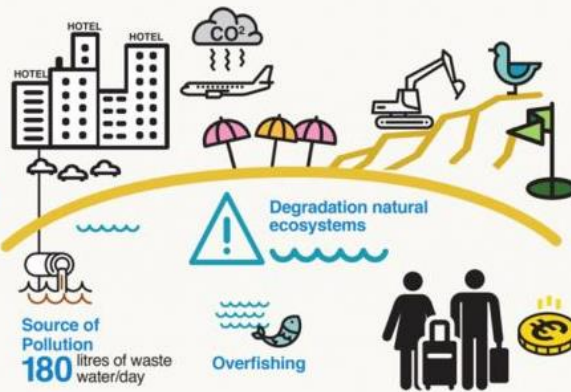 HOTEL
HOTEL
HOTEL
CO²
Degradation natural
ecosystems
Source of
Pollution
180 litres of waste
water/day
Overfishing
€